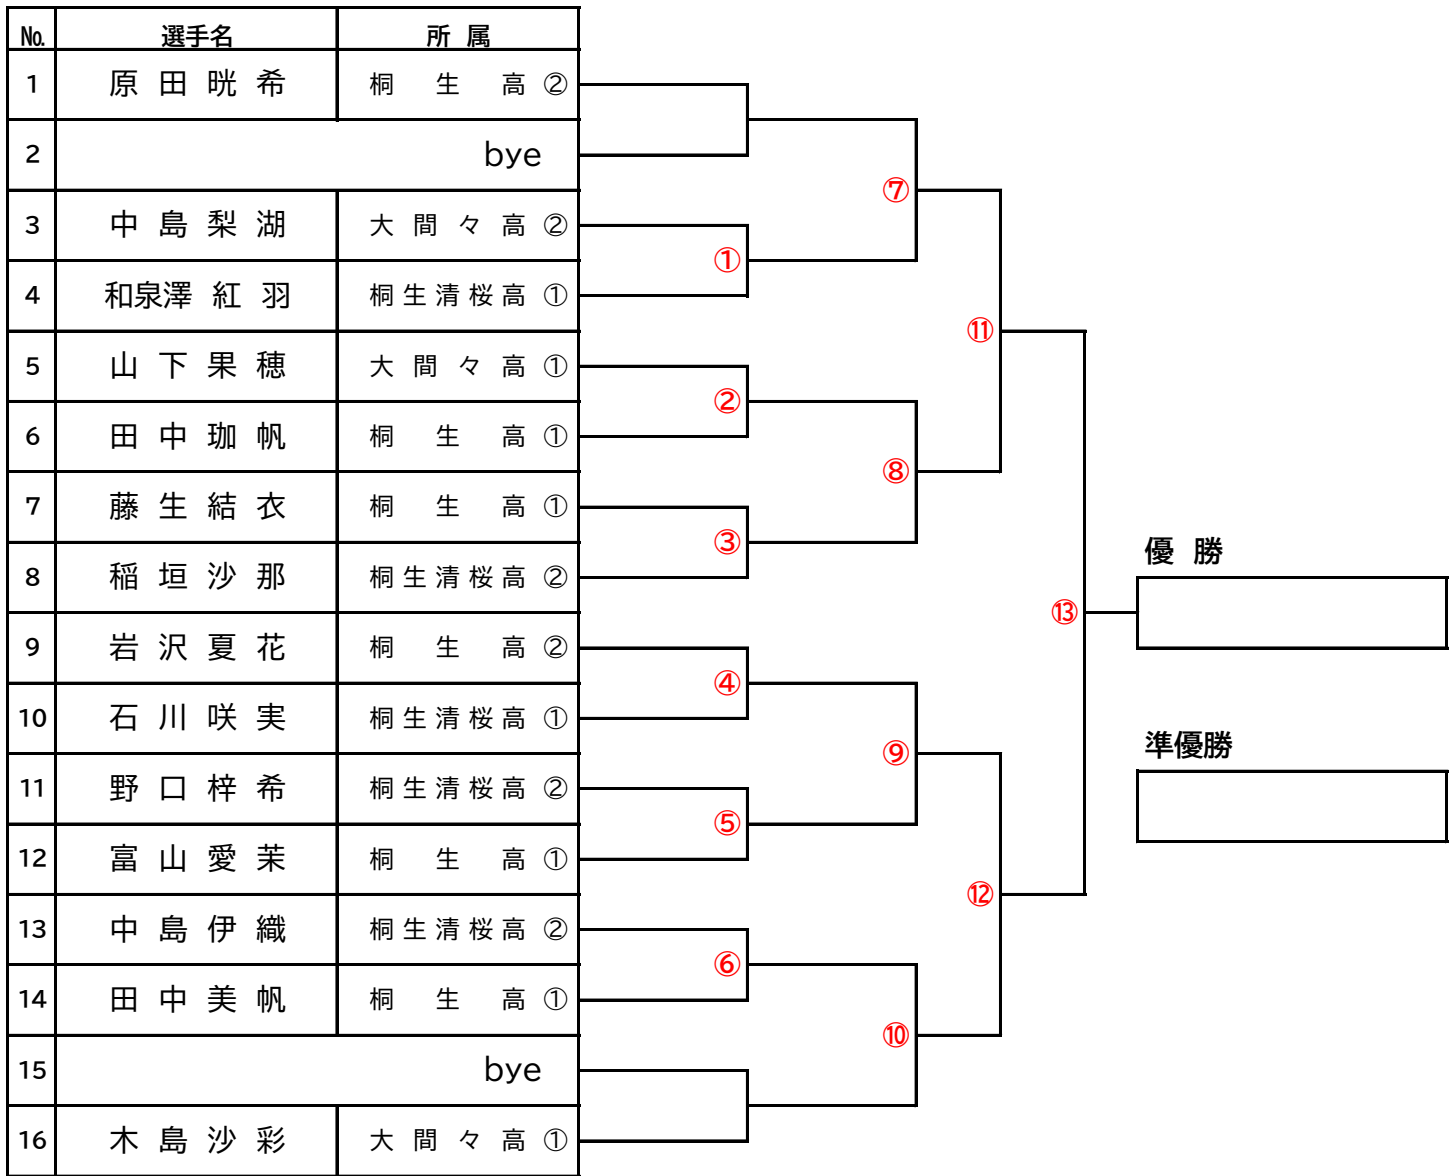 № 選手名 所属
1 原田晄希 桐生高②
2 bye
3 中島梨湖 大間々高②
4 和泉澤紅羽 桐生清桜高①
5 山下果穂 大間々高①
6 田中珈帆 桐生高①
7 藤生結衣 桐生高①
8 稲垣沙那 桐生清桜高②
9 岩沢夏花 桐生高②
10 石川咲実 桐生清桜高①
11 野口梓希 桐生清桜高②
12 富山愛茉 桐生高①
13 中島伊織 桐生清桜高②
14 田中美帆 桐生高①
15 bye
16 木島沙彩 大間々高①
①
②
③
④
⑤
⑥
⑦
⑧
⑨
⑩
⑪
⑫
⑬
優勝
準優勝